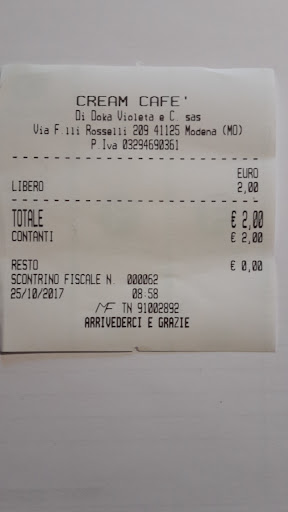 CREAM CAFE'
Di Doka Violeta e C. sas
Via F.lli Rosselli 209 41125 Modena (MO)
P.Iva 03294690361
EURO
LIBERO 2,00
TOTALE € 2,00
CONTANTI € 2,00
RESTO € 0,00
SCONTRINO FISCALE N. 000062
25/10/2017 08-58
MF TN 91002892
ARRIVEDERCI E GRAZIE